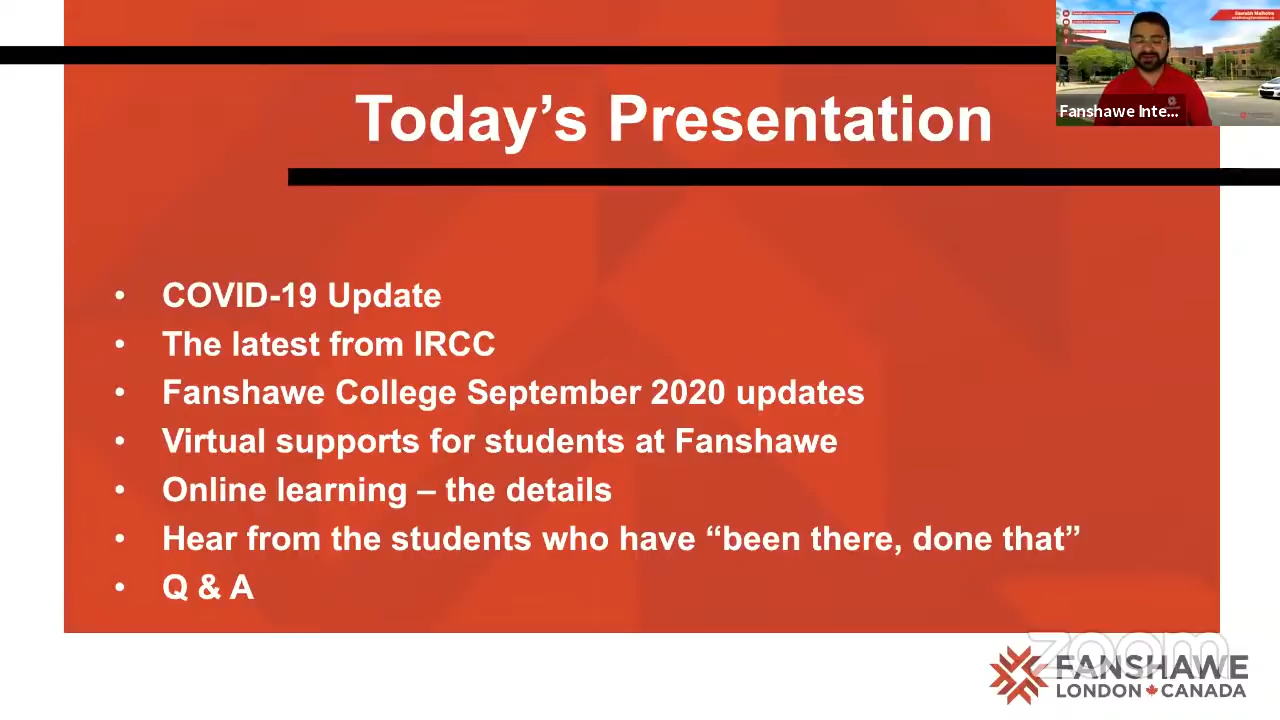 Today's Presentation
Saurabh Malhotra
Fanshawe Inte...
• COVID-19 Update
• The latest from IRCC
• Fanshawe College September 2020 updates
• Virtual supports for students at Fanshawe
• Online learning – the details
• Hear from the students who have “been there, done that”
• Q & A
zoom
FANSHAWE
LONDON CANADA